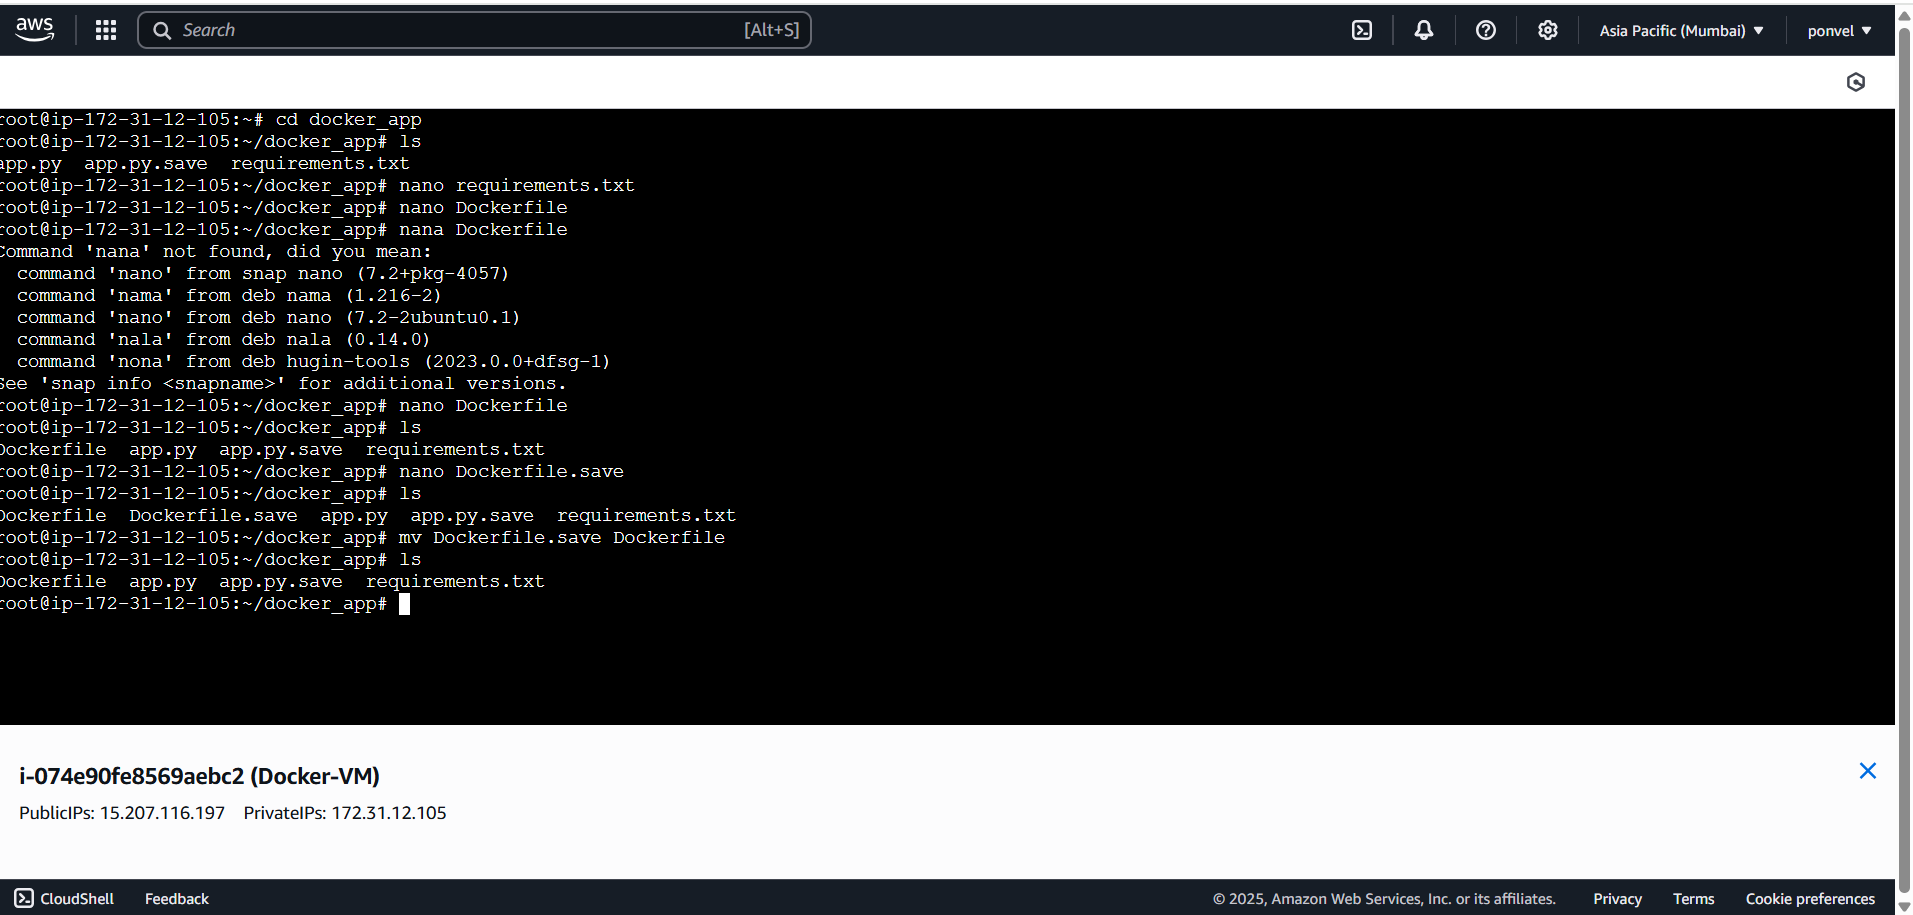 aws
Search [Alt+S]
Asia Pacific (Mumbai) ponvel
root@ip-172-31-12-105:~# cd docker_app
root@ip-172-31-12-105:~/docker_app# ls
app.py  app.py.save  requirements.txt
root@ip-172-31-12-105:~/docker_app# nano requirements.txt
root@ip-172-31-12-105:~/docker_app# nano Dockerfile
root@ip-172-31-12-105:~/docker_app# nana Dockerfile
Command 'nana' not found, did you mean:
  command 'nano' from snap nano (7.2+pkg-4057)
  command 'nama' from deb nama (1.216-2)
  command 'nano' from deb nano (7.2-2ubuntu0.1)
  command 'nala' from deb nala (0.14.0)
  command 'nona' from deb hugin-tools (2023.0.0+dfsg-1)
See 'snap info <snapname>' for additional versions.
root@ip-172-31-12-105:~/docker_app# nano Dockerfile
root@ip-172-31-12-105:~/docker_app# ls
Dockerfile  app.py  app.py.save  requirements.txt
root@ip-172-31-12-105:~/docker_app# nano Dockerfile.save
root@ip-172-31-12-105:~/docker_app# ls
Dockerfile  Dockerfile.save  app.py  app.py.save  requirements.txt
root@ip-172-31-12-105:~/docker_app# mv Dockerfile.save Dockerfile
root@ip-172-31-12-105:~/docker_app# ls
Dockerfile  app.py  app.py.save  requirements.txt
root@ip-172-31-12-105:~/docker_app#
i-074e90fe8569aebc2 (Docker-VM)
PublicIPs: 15.207.116.197 PrivateIPs: 172.31.12.105
CloudShell Feedback © 2025, Amazon Web Services, Inc. or its affiliates. Privacy Terms Cookie preferences